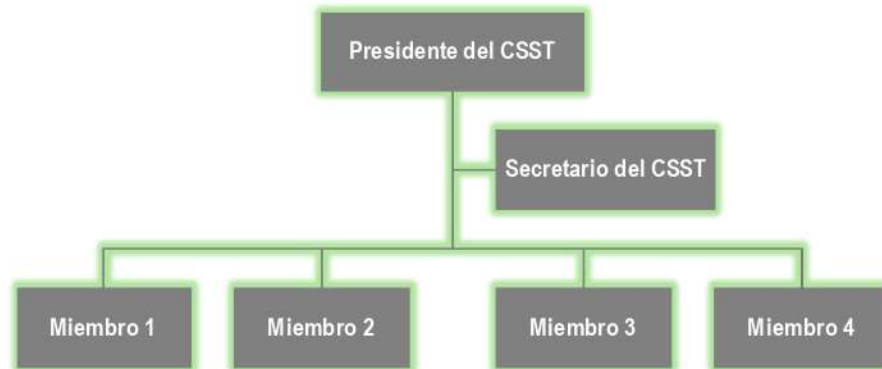 Presidente del CSST
Secretario del CSST
Miembro 1
Miembro 2
Miembro 3
Miembro 4